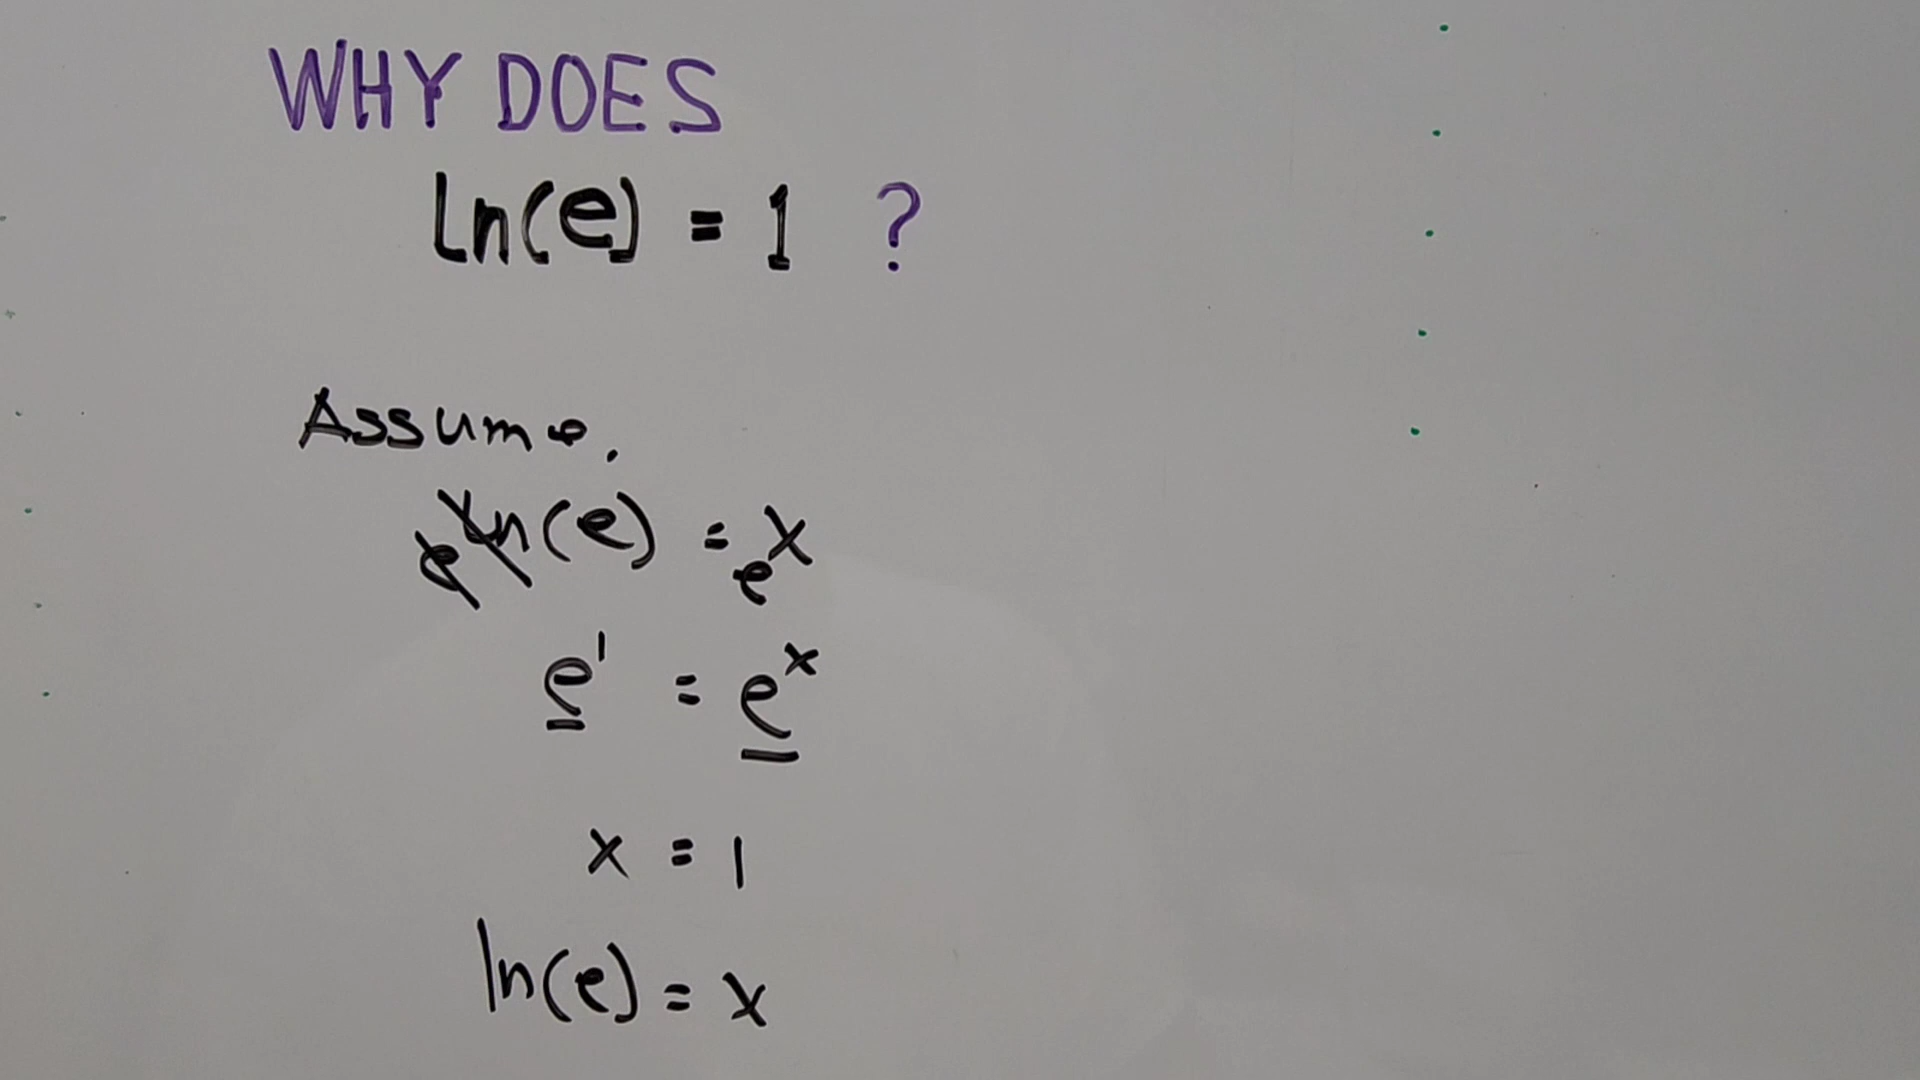 WHY DOES
ln(e) = 1 ?
Assume,
e^ln(e) = e^x
e^1 = e^x
x = 1
ln(e) = x